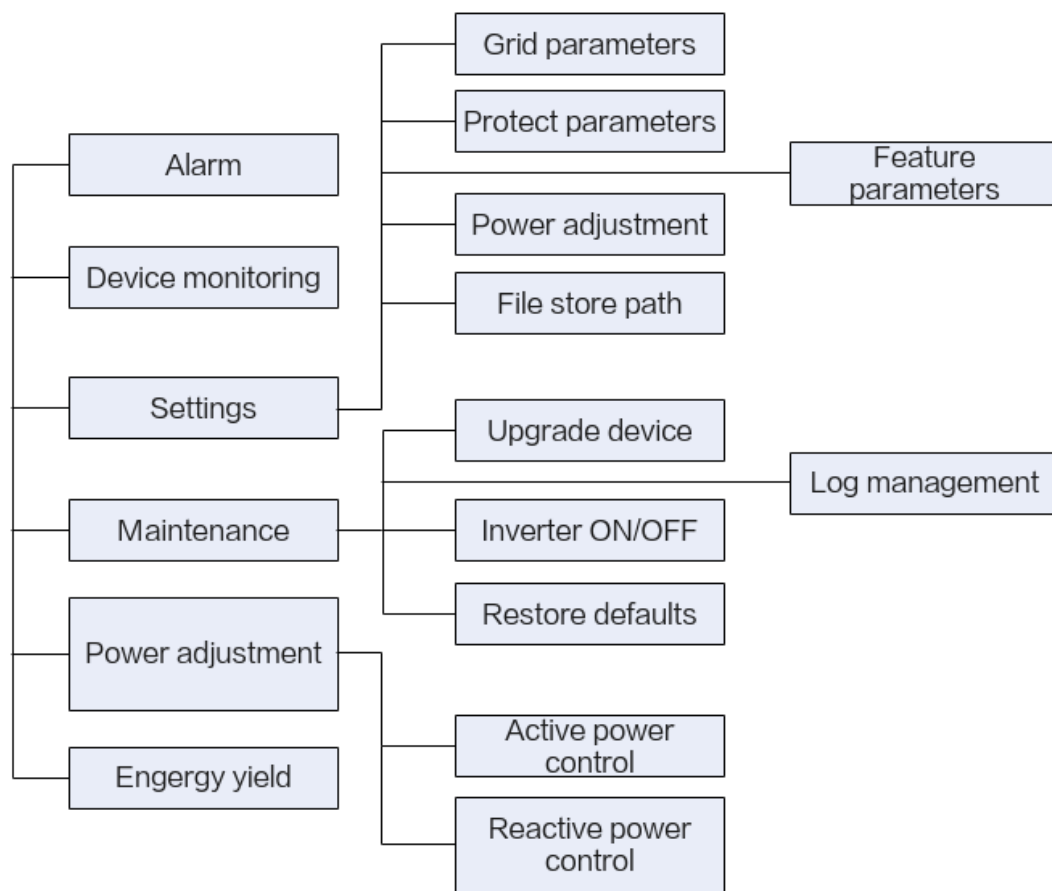 Grid parameters
Protect parameters
Feature
parameters
Alarm
Power adjustment
Device monitoring
File store path
Settings
Upgrade device
Log management
Maintenance
Inverter ON/OFF
Restore defaults
Power adjustment
Active power
control
Engergy yield
Reactive power
control